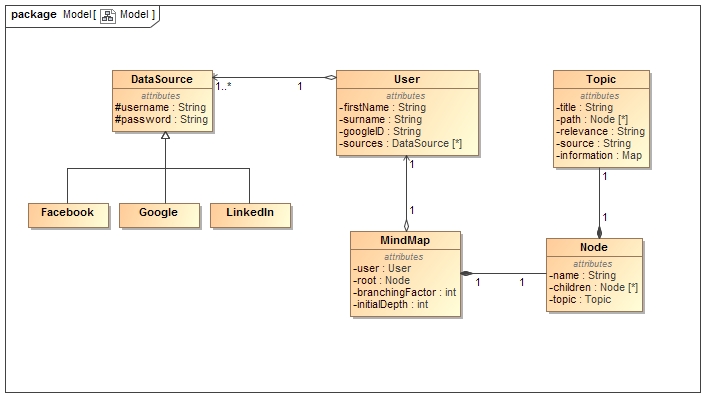 package Model [ Model ]
DataSource
attributes
#username : String
#password : String
1..*
1
User
attributes
-firstName : String
-surname : String
-googleID : String
-sources : DataSource [*]
Topic
attributes
-title : String
-path : Node [*]
-relevance : String
-source : String
-information : Map
Facebook
Google
LinkedIn
1
1
MindMap
attributes
-user : User
-root : Node
-branchingFactor : int
-initialDepth : int
1
1
1
1
Node
attributes
-name : String
-children : Node [*]
-topic : Topic